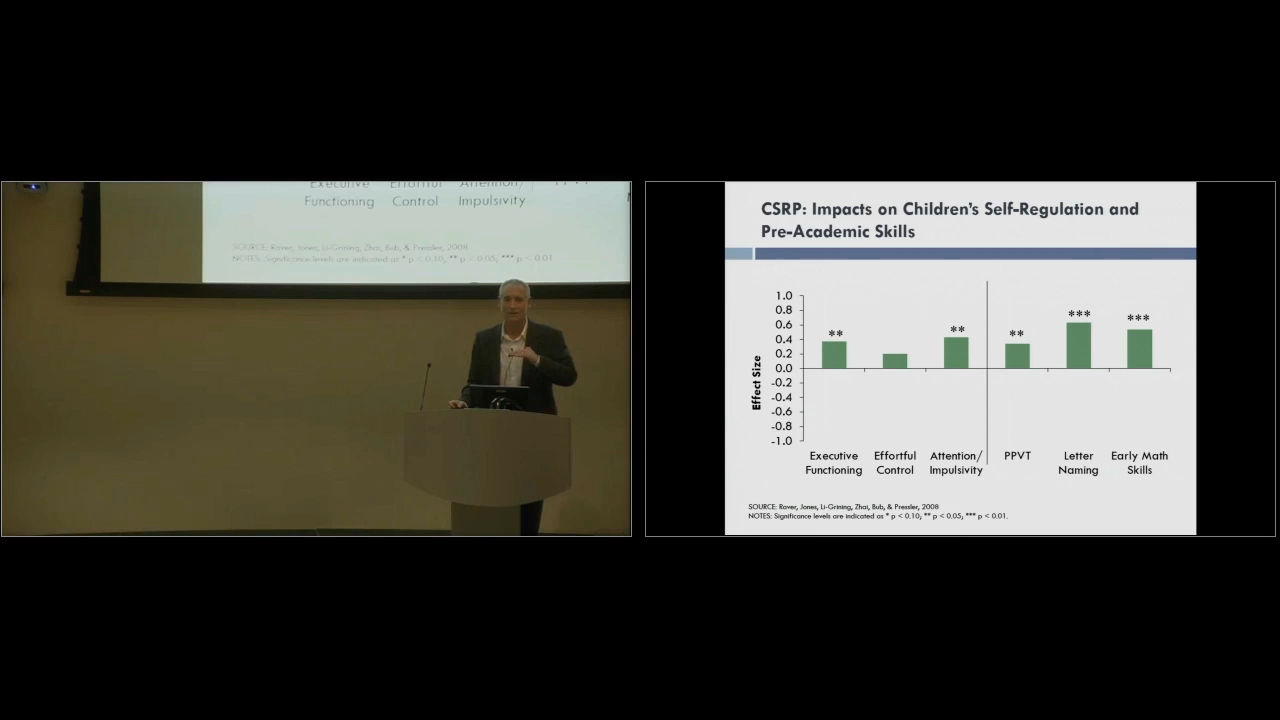 Executive Effortful Attention/ PPVT
Functioning Control Impulsivity
SOURCE: Raver, Jones, Li-Grining, Zhai, Bub, & Pressler, 2008
NOTES: Significance levels are indicated as * p < 0.10, ** p < 0.05, *** p < 0.01
CSRP: Impacts on Children's Self-Regulation and
Pre-Academic Skills
Effect Size
1.0
0.8
0.6
0.4
0.2
0.0
-0.2
-0.4
-0.6
-0.8
-1.0
** ** ** *** ***
Executive Effortful Attention/ PPVT Letter Early Math
Functioning Control Impulsivity Naming Skills
SOURCE: Raver, Jones, Li-Grining, Zhai, Bub, & Pressler, 2008
NOTES: Significance levels are indicated as * p < 0.10; ** p < 0.05; *** p < 0.01.